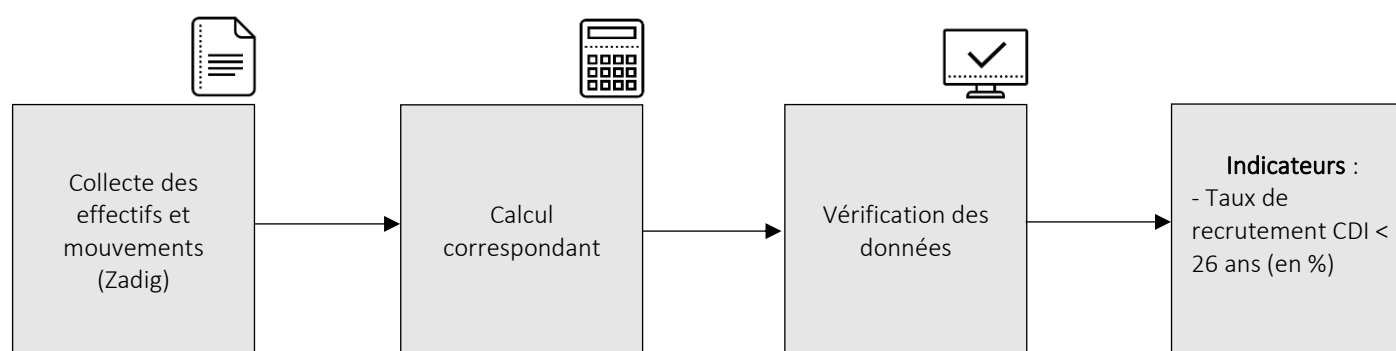 Collecte des
effectifs et
mouvements
(Zadig)
Calcul
correspondant
Vérification des
données
Indicateurs :
- Taux de
recrutement CDI <
26 ans (en %)